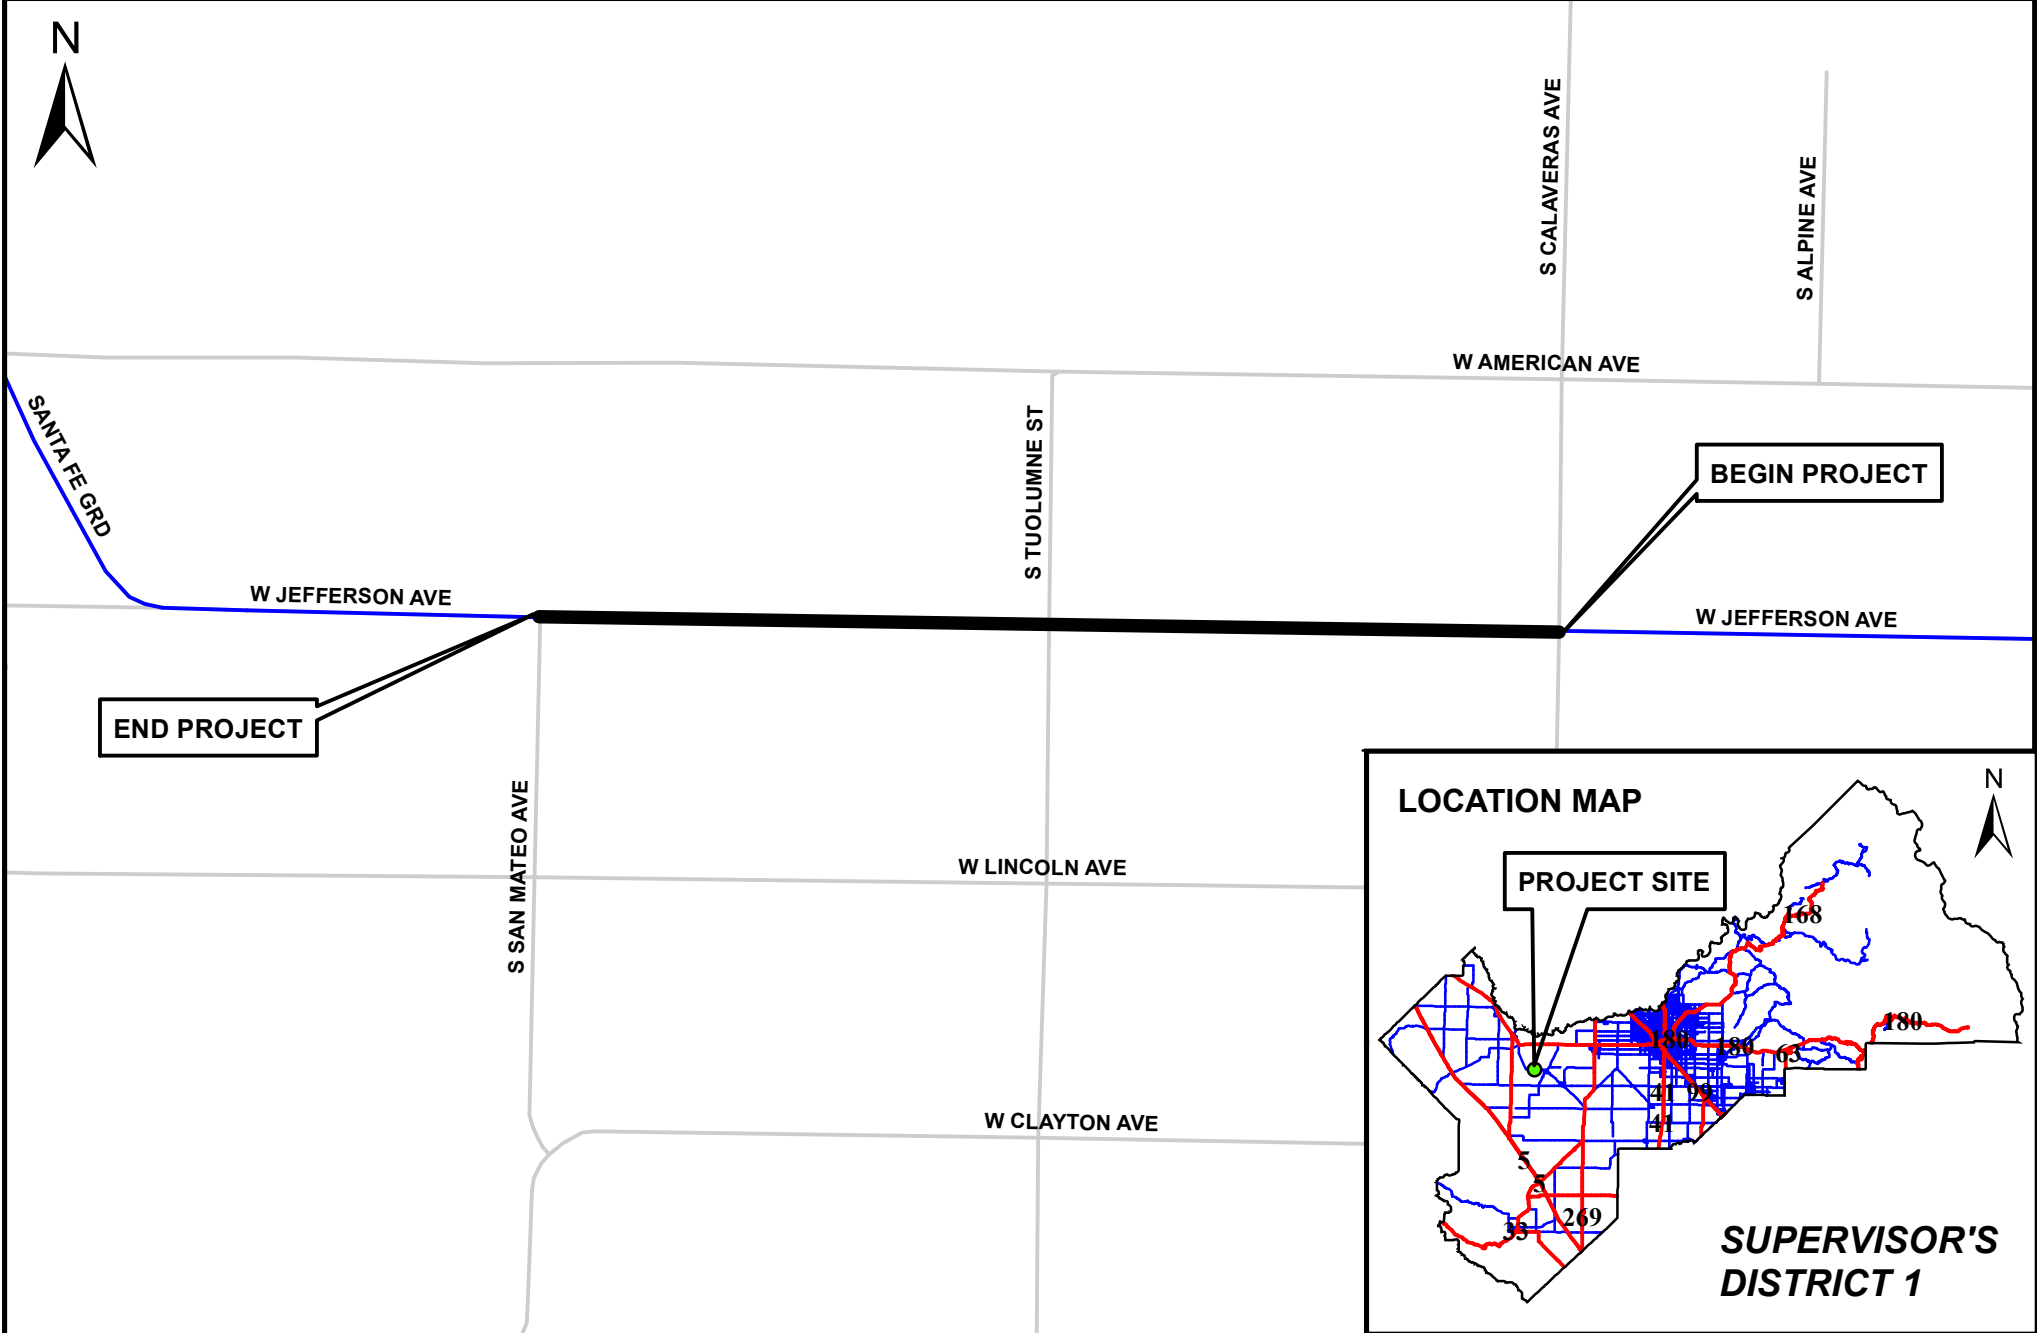 N
S CALAVERAS AVE
S ALPINE AVE
W AMERICAN AVE
SANTA FE GRD
S TUOLUMNE ST
BEGIN PROJECT
W JEFFERSON AVE
W JEFFERSON AVE
END PROJECT
S SAN MATEO AVE
W LINCOLN AVE
W CLAYTON AVE
LOCATION MAP
N
PROJECT SITE
168
180
180
180
63
41
99
41
5
5
269
33
SUPERVISOR'S
DISTRICT 1